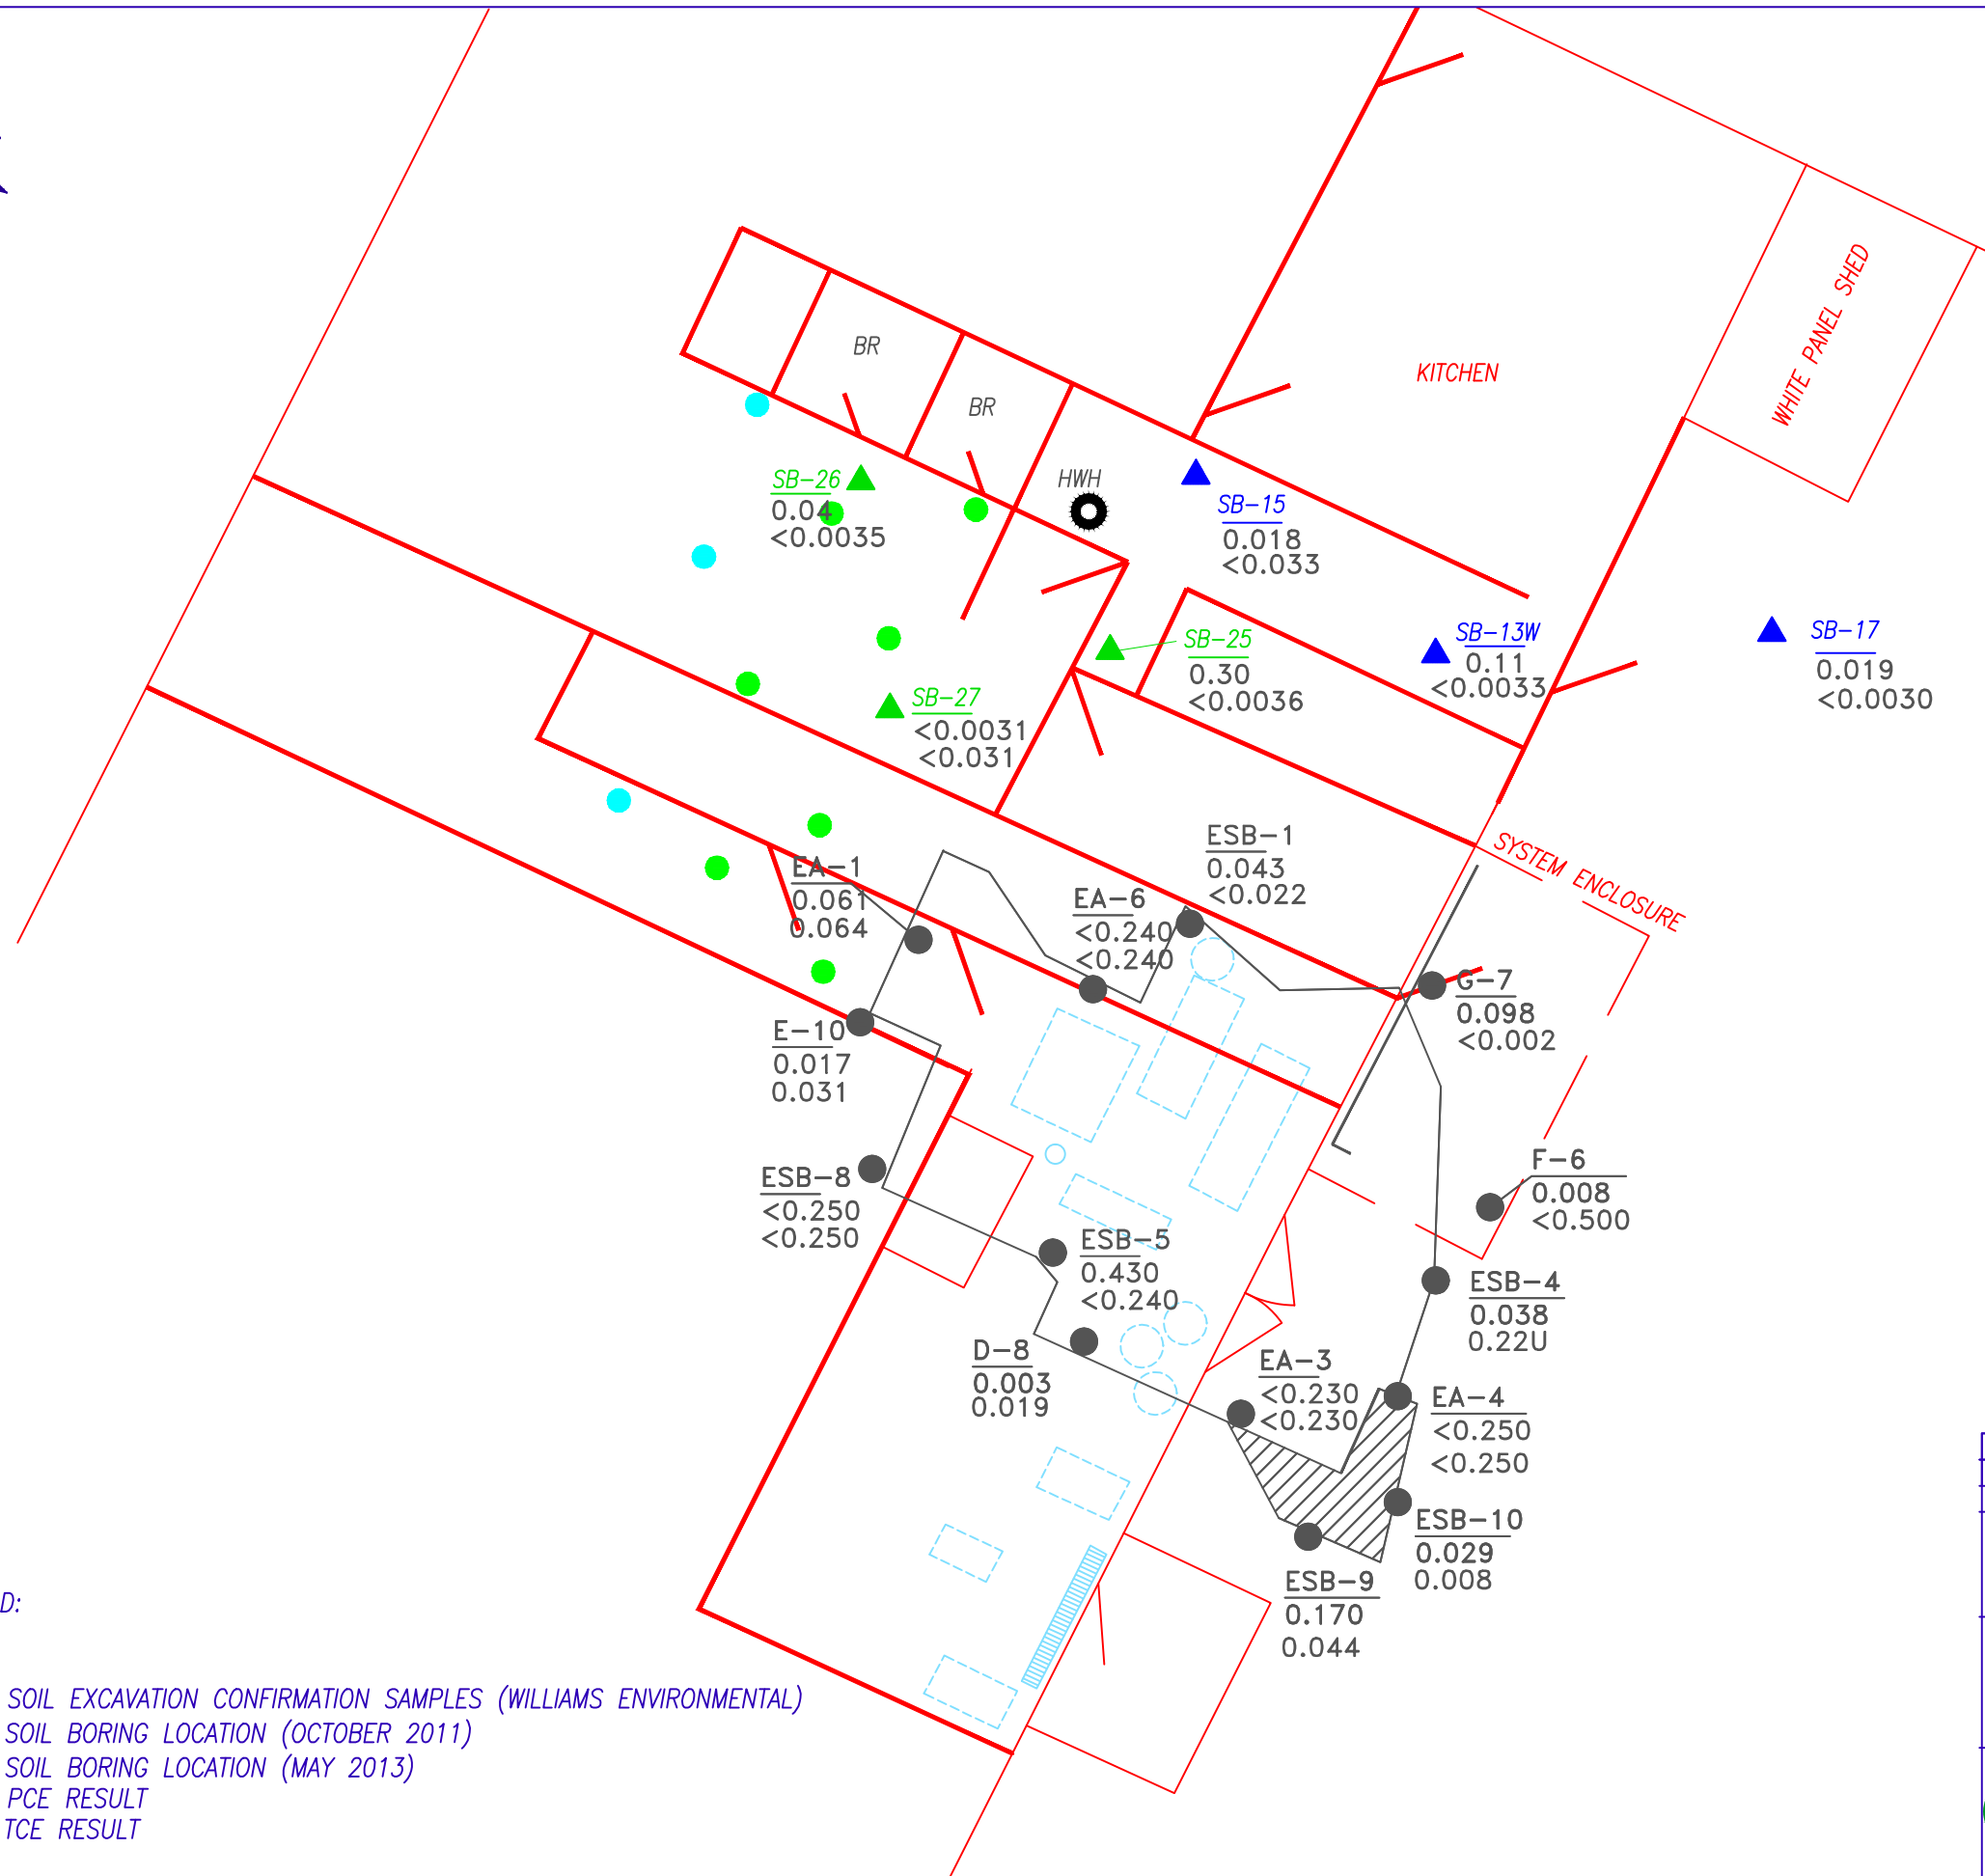 WHITE PANEL SHED
BR
KITCHEN
BR
HWH
SB-26
0.04
<0.0035
SB-15
0.018
<0.033
SB-25
0.30
<0.0036
SB-13W
0.11
<0.0033
SB-17
0.019
<0.0030
SB-27
<0.0031
<0.031
SYSTEM ENCLOSURE
ESB-1
0.043
<0.022
EA-1
0.061
0.064
EA-6
<0.240
<0.240
G-7
0.098
<0.002
E-10
0.017
0.031
F-6
0.008
<0.500
ESB-8
<0.250
<0.250
ESB-5
0.430
<0.240
ESB-4
0.038
0.22U
D-8
0.003
0.019
EA-3
<0.230
<0.230
EA-4
<0.250
<0.250
ESB-10
0.029
0.008
ESB-9
0.170
0.044
D:
SOIL EXCAVATION CONFIRMATION SAMPLES (WILLIAMS ENVIRONMENTAL)
SOIL BORING LOCATION (OCTOBER 2011)
SOIL BORING LOCATION (MAY 2013)
PCE RESULT
TCE RESULT